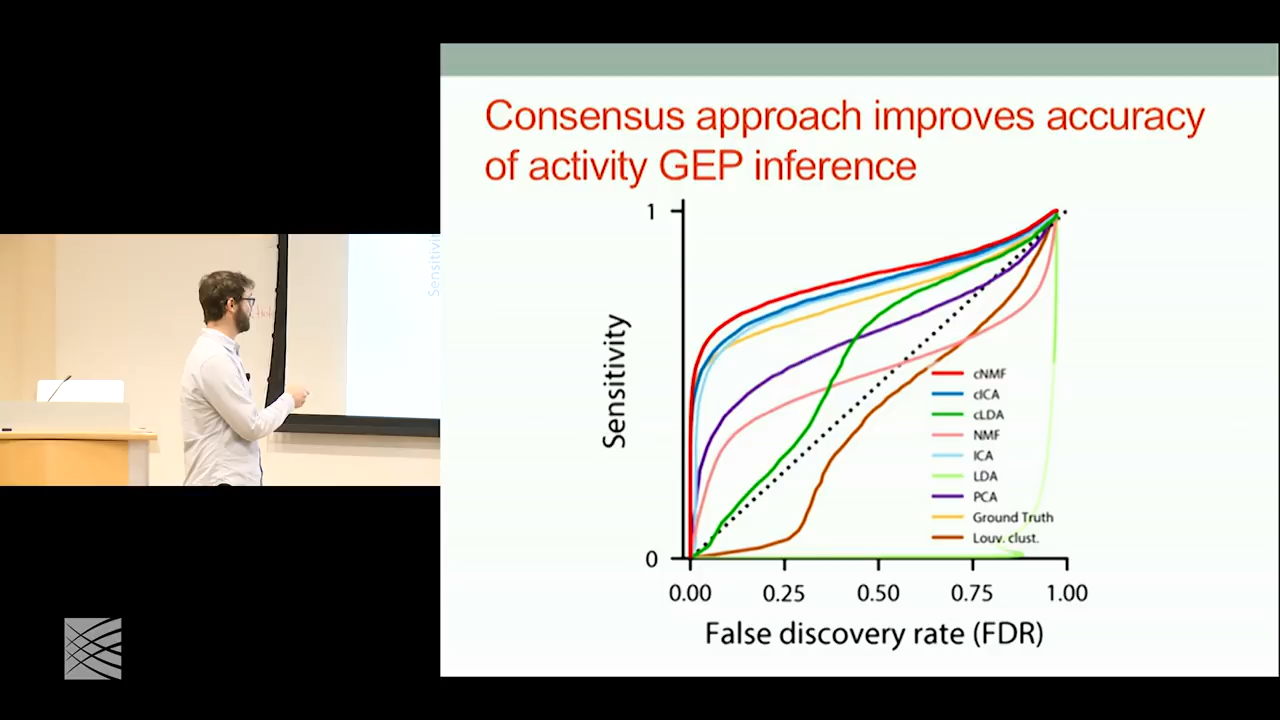 Consensus approach improves accuracy
of activity GEP inference
1
Sensitivity
0
0.00 0.25 0.50 0.75 1.00
False discovery rate (FDR)
cNMF
cICA
cLDA
NMF
ICA
LDA
PCA
Ground Truth
Louv. clust.
Sensitivi